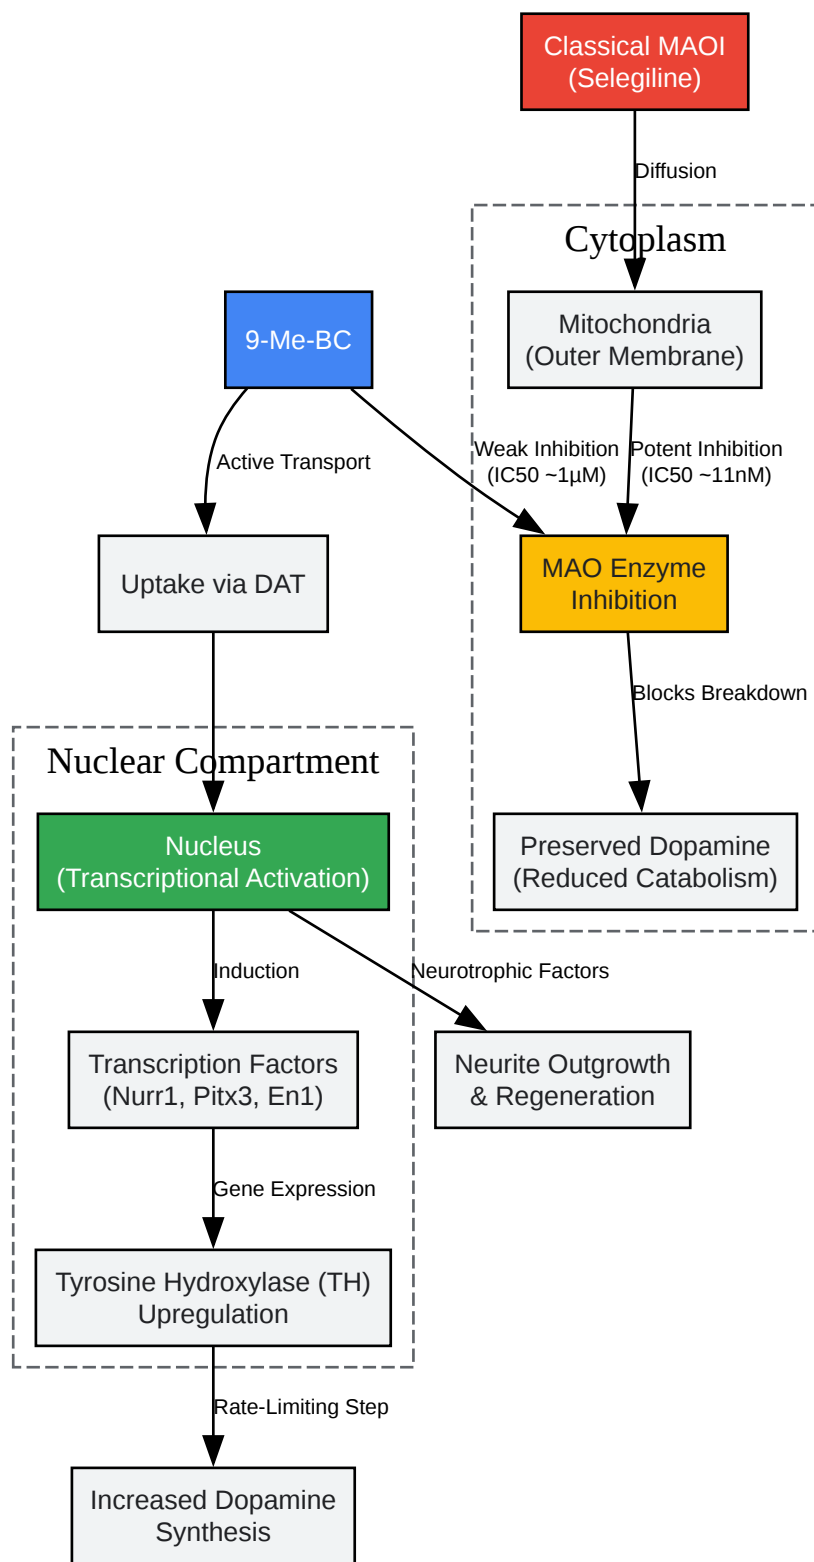 Classical MAOI
(Selegiline)
Diffusion
Cytoplasm
9-Me-BC
Mitochondria
(Outer Membrane)
Active Transport
Weak Inhibition
(IC50 ~1µM)
Potent Inhibition
(IC50 ~11nM)
Uptake via DAT
MAO Enzyme
Inhibition
Blocks Breakdown
Nuclear Compartment
Nucleus
(Transcriptional Activation)
Preserved Dopamine
(Reduced Catabolism)
Induction
Neurotrophic Factors
Transcription Factors
(Nurr1, Pitx3, En1)
Neurite Outgrowth
& Regeneration
Gene Expression
Tyrosine Hydroxylase (TH)
Upregulation
Rate-Limiting Step
Increased Dopamine
Synthesis